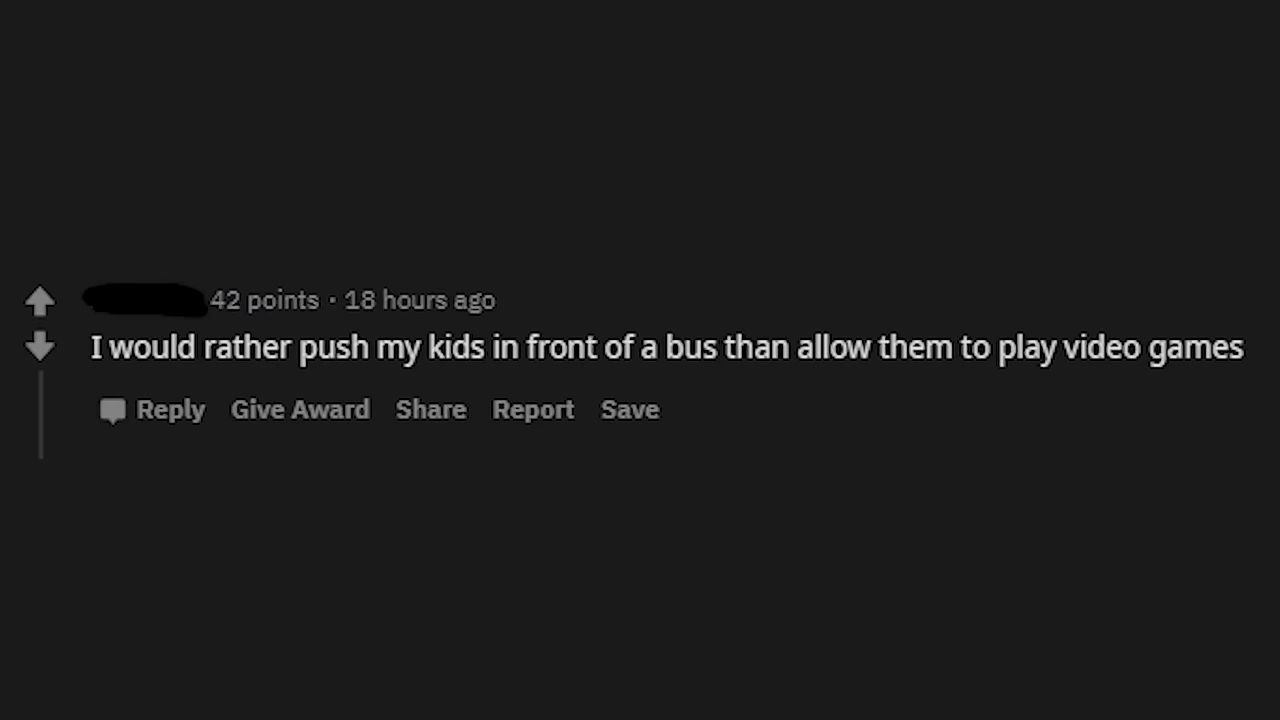 42 points · 18 hours ago
I would rather push my kids in front of a bus than allow them to play video games
Reply Give Award Share Report Save